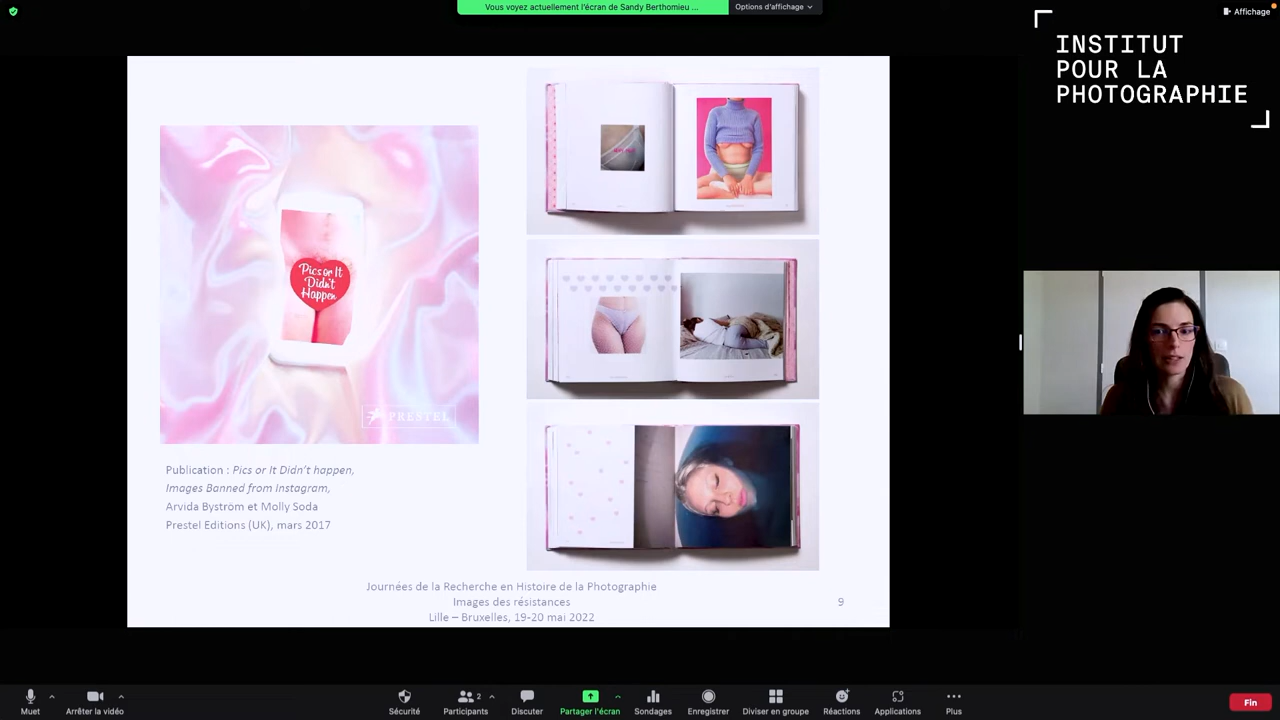 Vous voyez actuellement l'écran de Sandy Berthomieu ...
Options d'affichage
Affichage
INSTITUT
POUR LA
PHOTOGRAPHIE
Pics or It
Didn't
Happen
PRESTEL
Publication : Pics or It Didn't happen,
Images Banned from Instagram,
Arvida Byström et Molly Soda
Prestel Editions (UK), mars 2017
Journées de la Recherche en Histoire de la Photographie
Images des résistances
Lille – Bruxelles, 19-20 mai 2022
9
Muet
Arrêter la vidéo
Sécurité
Participants
2
Discuter
Partager l'écran
Sondages
Enregistrer
Diviser en groupe
Réactions
Applications
Plus
Fin